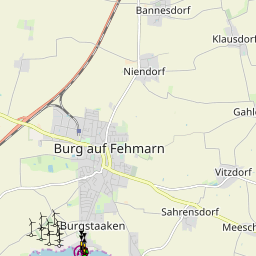 Bannesdorf
Klausdorf
Niendorf
Gahle
Burg auf Fehmarn
Vitzdorf
Sahrensdorf
Burgstaaken
Meesch